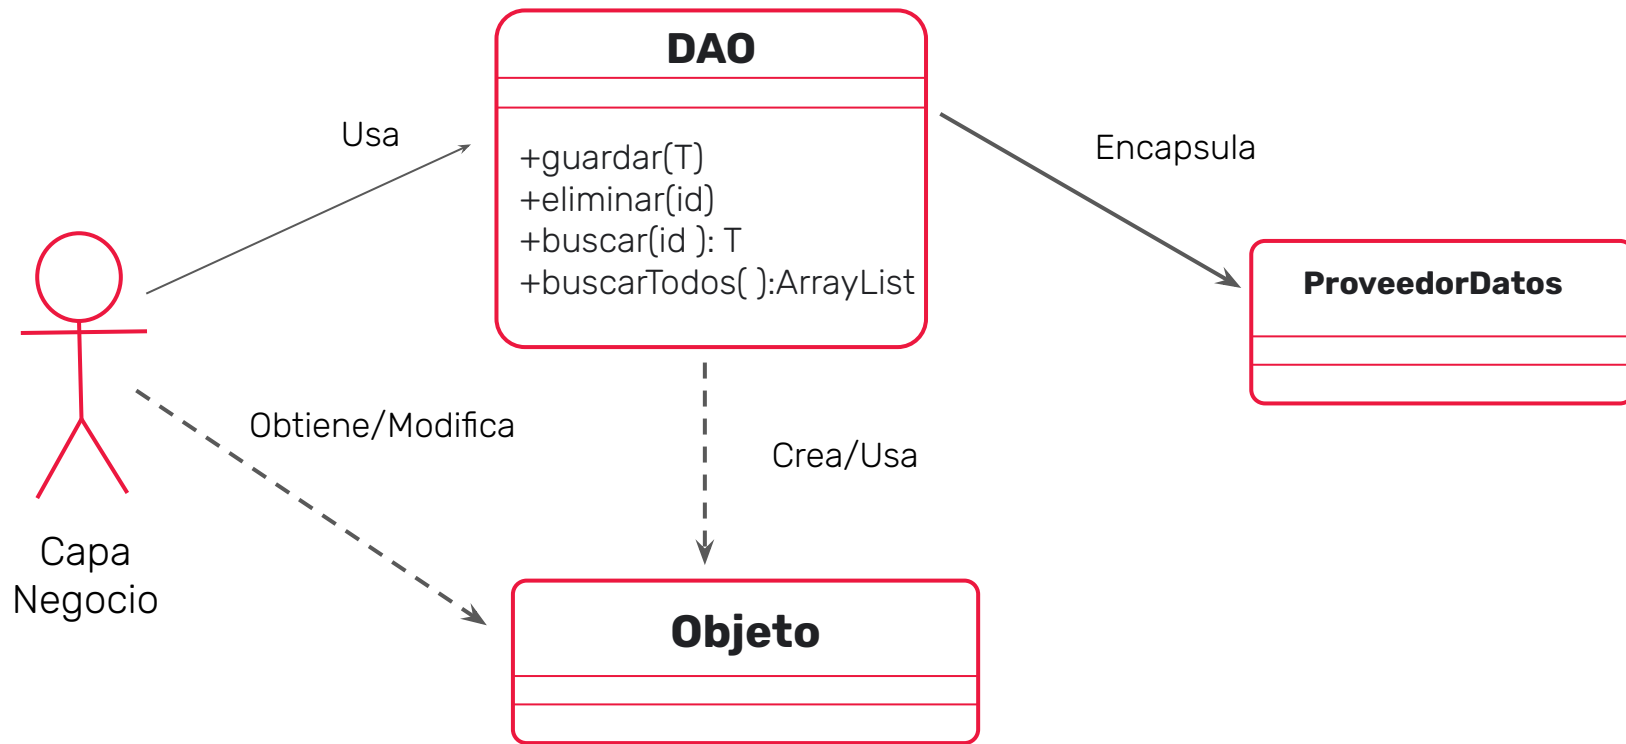 DAO
Usa
+guardar(T)
+eliminar(id)
+buscar(id ): T
+buscarTodos( ):ArrayList
Encapsula
ProveedorDatos
Obtiene/Modifica
Crea/Usa
Capa
Negocio
Objeto